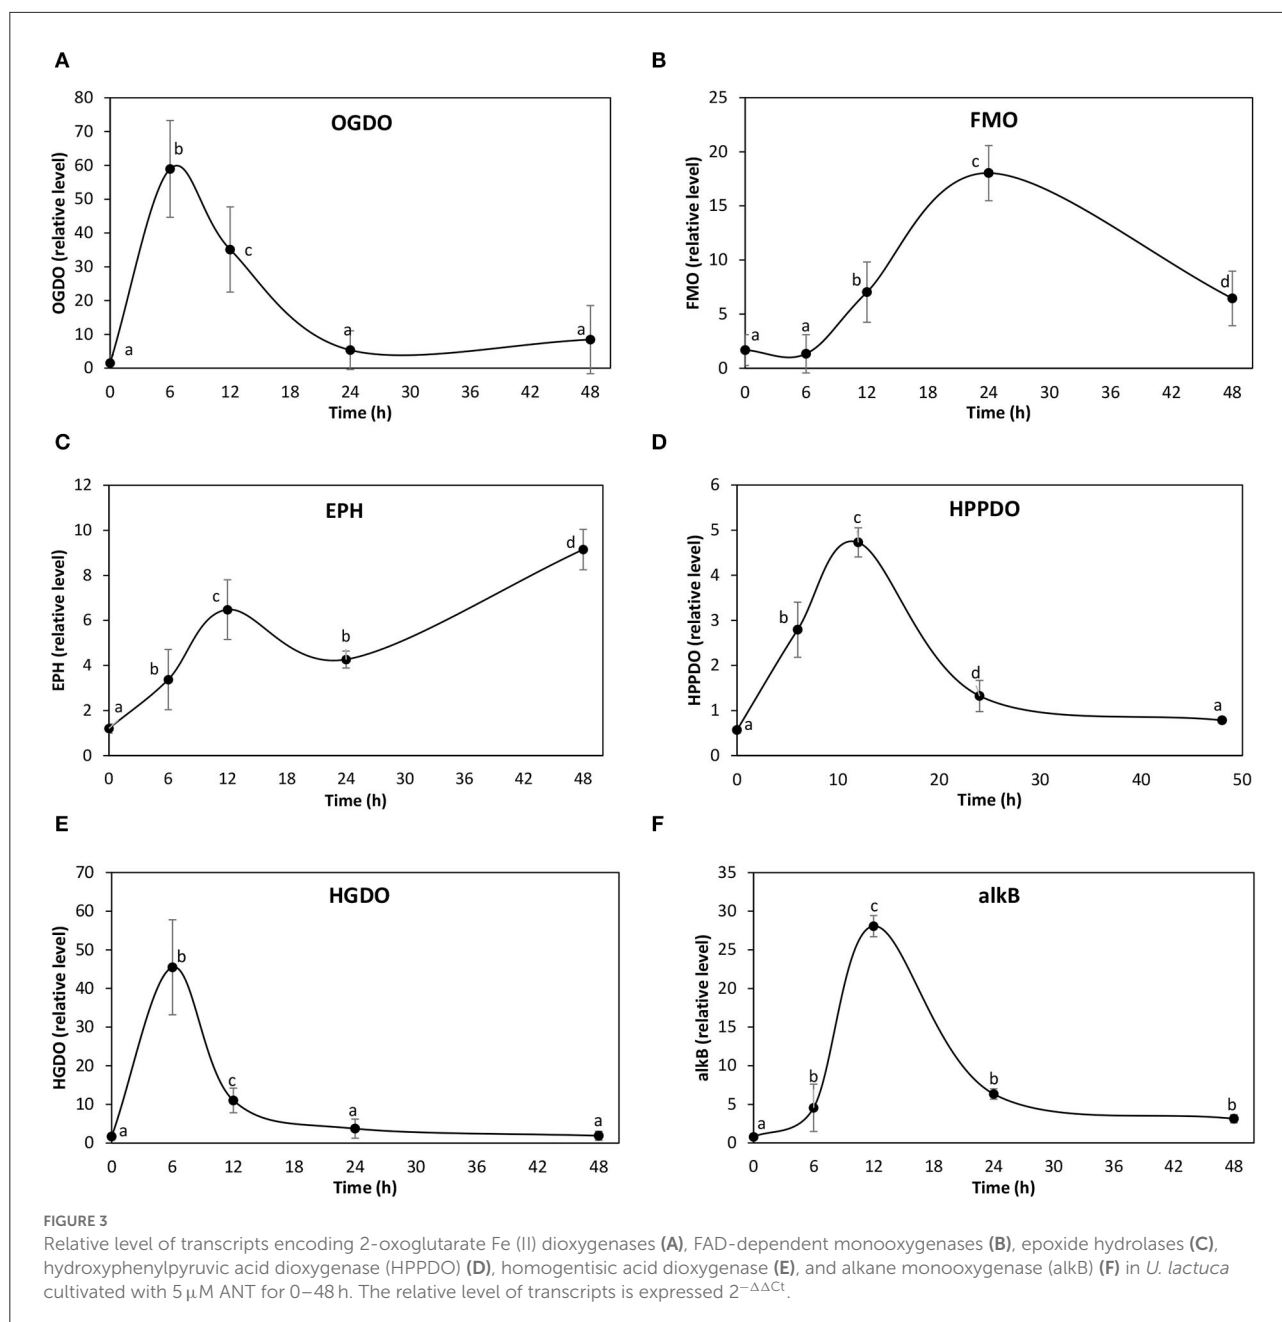 A
OGDO
OGDO (relative level)
80
70
60
50
40
30
20
10
0
a
b
c
a
a
0 6 12 18 24 30 36 42 48
Time (h)
B
FMO
FMO (relative level)
25
20
15
10
5
0
a
a
b
c
d
0 6 12 18 24 30 36 42 48
Time (h)
C
EPH
EPH (relative level)
12
10
8
6
4
2
0
a
b
c
b
d
0 6 12 18 24 30 36 42 48
Time (h)
D
HPPDO
HPPDO (relative level)
6
5
4
3
2
1
0
a
b
c
d
a
0 10 20 30 40 50
Time (h)
E
HGDO
HGDO (relative level)
70
60
50
40
30
20
10
0
a
b
c
a
a
0 6 12 18 24 30 36 42 48
Time (h)
F
alkB
alkB (relative level)
35
30
25
20
15
10
5
0
a
b
c
b
b
0 6 12 18 24 30 36 42 48
Time (h)
FIGURE 3
Relative level of transcripts encoding 2-oxoglutarate Fe (II) dioxygenases (A), FAD-dependent monooxygenases (B), epoxide hydrolases (C),
hydroxyphenylpyruvic acid dioxygenase (HPPDO) (D), homogentisic acid dioxygenase (E), and alkane monooxygenase (alkB) (F) in U. lactuca
cultivated with 5 μM ANT for 0–48 h. The relative level of transcripts is expressed 2−ΔΔCt.